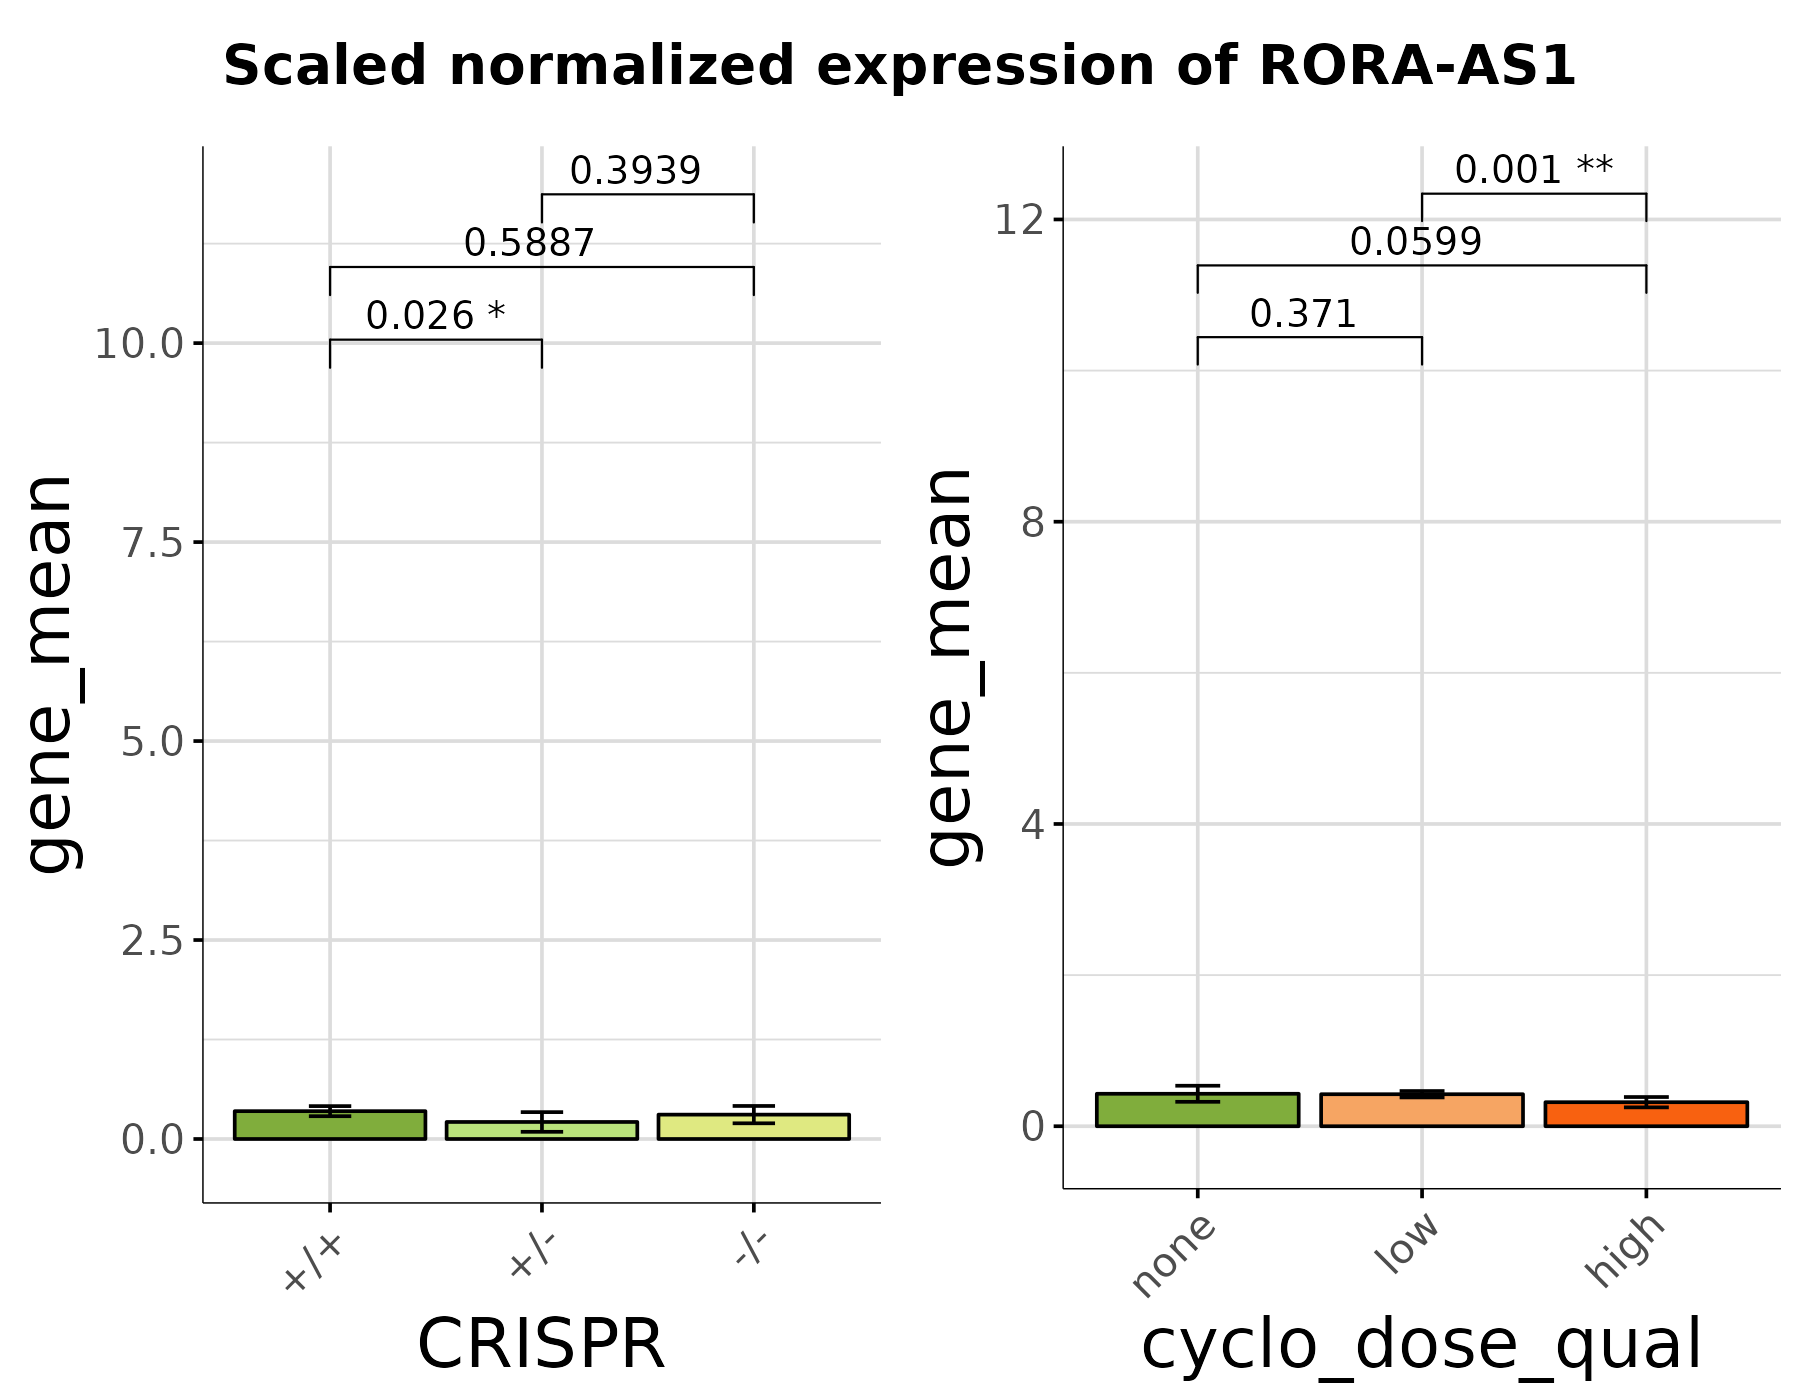 Scaled normalized expression of RORA-AS1
gene_mean
10.0
7.5
5.0
2.5
0.0
0.3939
0.5887
0.026 *
+/+
+/-
-/-
CRISPR
gene_mean
12
8
4
0
0.001 **
0.0599
0.371
none
low
high
cyclo_dose_qual